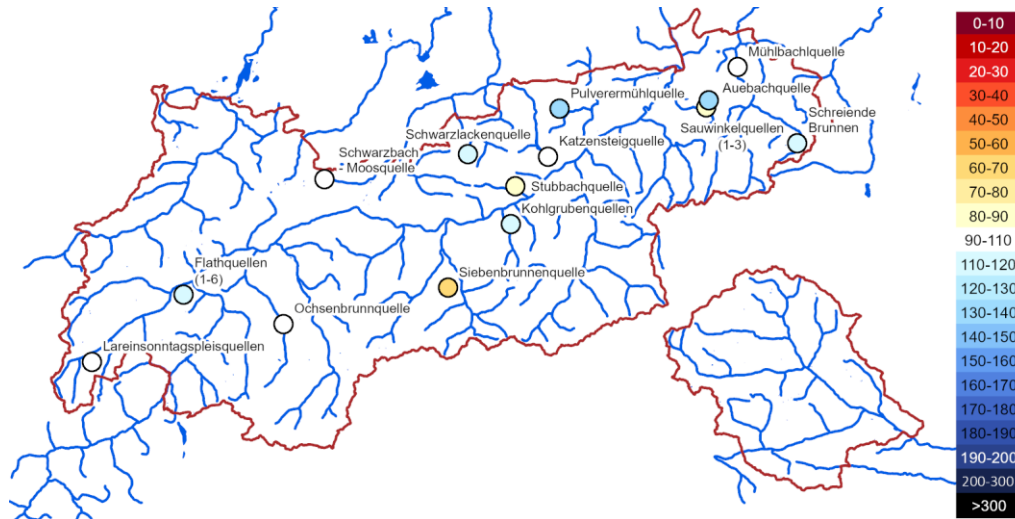 Mühlbachlquelle
Pulverermühlquelle
Auebachquelle
Schreiende
Brunnen
Schwarzlackenquelle
Katzensteigquelle
Sauwinkelquellen
(1-3)
Schwarzbach
Moosquelle
Stubbachquelle
Kohlgrubenquellen
Flathquellen
(1-6)
Siebenbrunnenquelle
Ochsenbrunnquelle
Lareinsonntagspleisquellen
0-10
10-20
20-30
30-40
40-50
50-60
60-70
70-80
80-90
90-110
110-120
120-130
130-140
140-150
150-160
160-170
170-180
180-190
190-200
200-300
>300